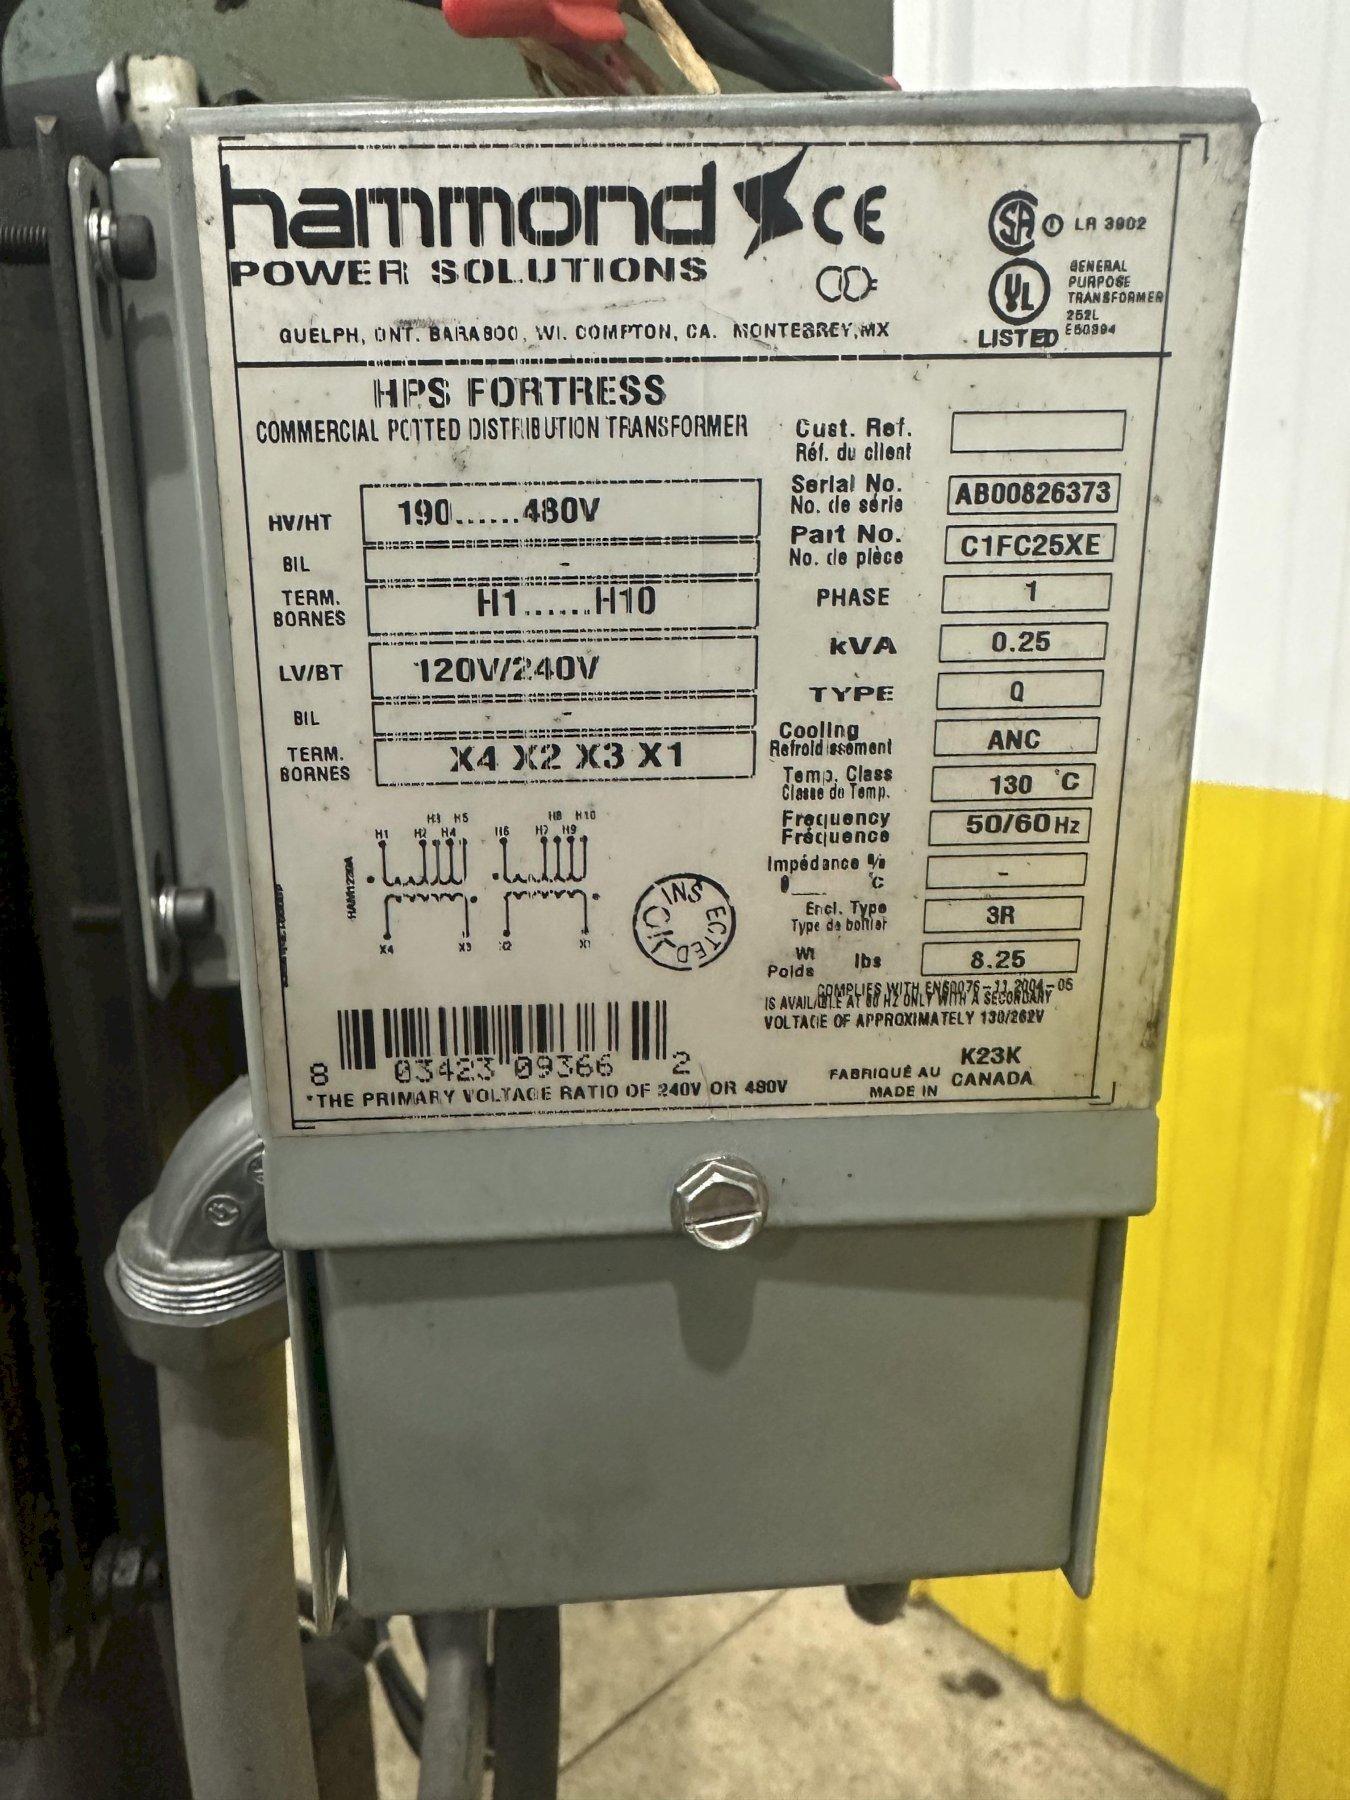 hammond CE
POWER SOLUTIONS
GUELPH, ONT. BARABOO, WI. COMPTON, CA. MONTERREY, MX
SA LR 3902
UL LISTED
GENERAL
PURPOSE
TRANSFORMER
252L
E50394
HPS FORTRESS
COMMERCIAL POTTED DISTRIBUTION TRANSFORMER
HV/HT 190......480V
BIL -
TERM. BORNES H1......H10
LV/BT 120V/240V
BIL -
TERM. BORNES X4 X2 X3 X1
H1 H2 H3 H4 H5 H6 H7 H8 H9 H10
X4 X3 X2 X1
INSPECTED OK
8 03423 09366 2
*THE PRIMARY VOLTAGE RATIO OF 240V OR 480V
Cust. Ref.
Réf. du client
Serial No. AB00826373
No. de série
Part No. C1FC25XE
No. de pièce
PHASE 1
kVA 0.25
TYPE Q
Cooling ANC
Refroidissement
Temp. Class 130 °C
Classe de Temp.
Frequency 50/60Hz
Fréquence
Impédance % -
@___ °C
Encl. Type 3R
Type de boîtier
Wt lbs 8.25
Poids
COMPLIES WITH EN60076-11 2004-05
IS AVAILABLE AT 60 HZ ONLY WITH A SECONDARY
VOLTAGE OF APPROXIMATELY 130/262V
K23K
FABRIQUÉ AU CANADA
MADE IN